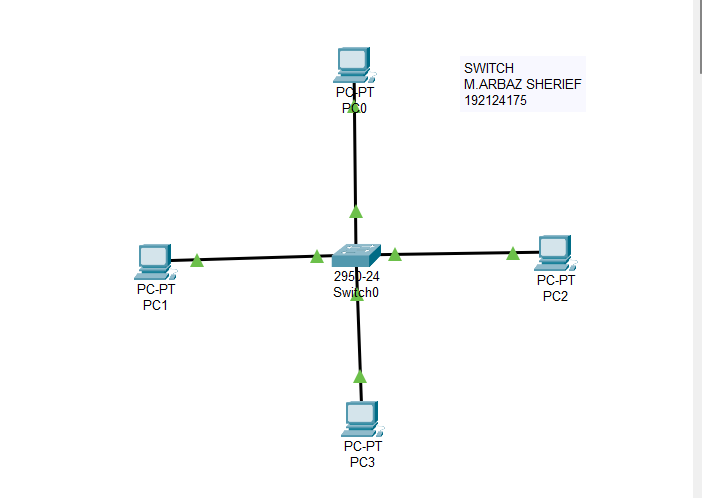 PC-PT
PC0
SWITCH
M.ARBAZ SHERIEF
192124175
PC-PT
PC1
2950-24
Switch0
PC-PT
PC2
PC-PT
PC3